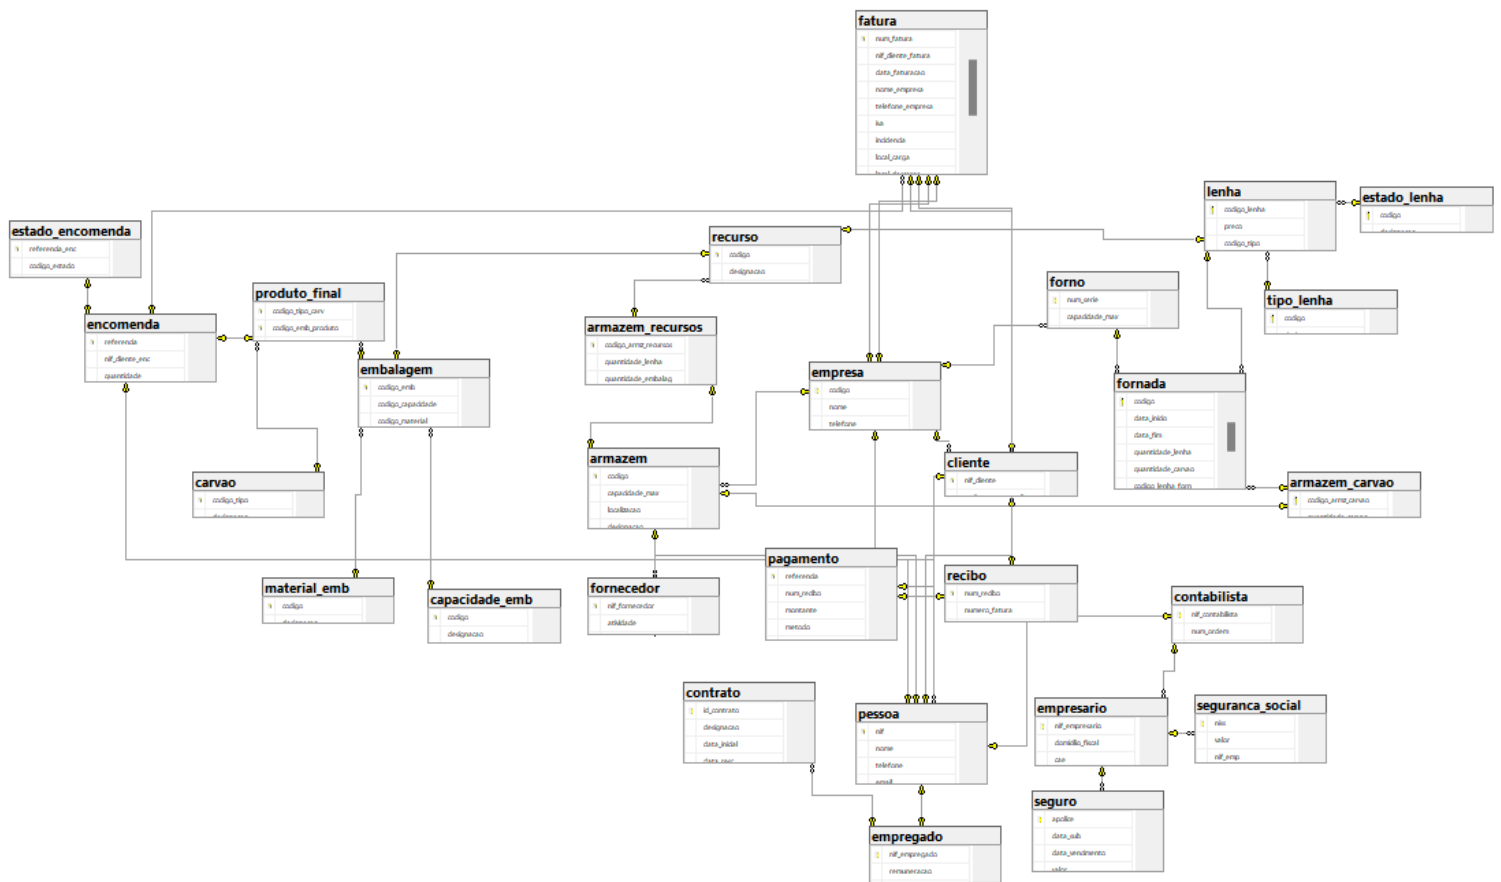 fatura
num_fatura
nif_cliente_fatura
data_faturacao
nome_empresa
telefone_empresa
iva
incidencia
local_carga
estado_encomenda
referencia_enc
codigo_estado
encomenda
referencia
nif_cliente_enc
quantidade
produto_final
codigo_tipo_carv
codigo_emb_produto
embalagem
codigo_emb
codigo_capacidade
codigo_material
carvao
codigo_tipo
material_emb
codigo
capacidade_emb
codigo
designacao
recurso
codigo
designacao
armazem_recursos
codigo_armz_recursos
quantidade_lenha
quantidade_embalag
armazem
codigo
capacidade_max
localizacao
designacao
fornecedor
nif_fornecedor
atividade
empresa
codigo
nome
telefone
cliente
nif_cliente
pagamento
referencia
num_recibo
montante
metodo
recibo
num_recibo
numero_fatura
lenha
codigo_lenha
preco
codigo_tipo
estado_lenha
codigo
tipo_lenha
codigo
forno
num_serie
capacidade_max
fornada
codigo
data_inicio
data_fim
quantidade_lenha
quantidade_carvao
codigo_lenha_forn
armazem_carvao
codigo_armz_carvao
contabilista
nif_contabilista
num_ordem
contrato
id_contrato
designacao
data_inicial
pessoa
nif
nome
telefone
email
empresario
nif_empresario
domicilio_fiscal
cae
seguranca_social
niss
valor
nif_emp
seguro
apolice
data_sub
data_vencimento
valor
empregado
nif_empregado
remuneracao